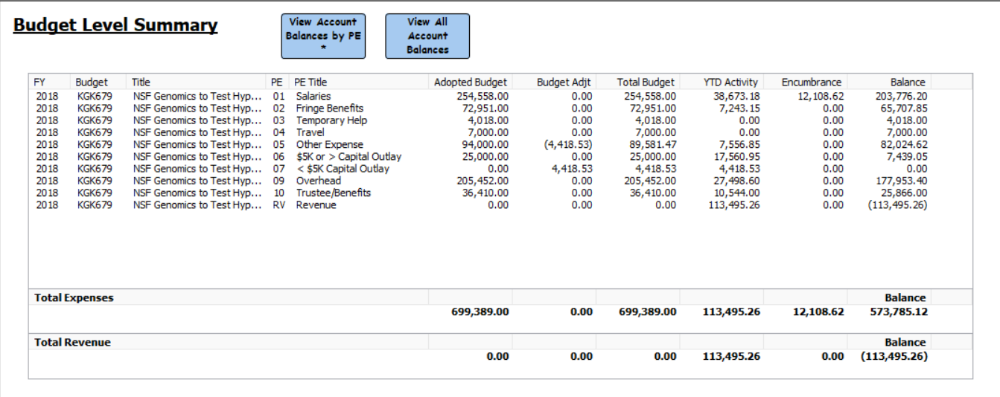 Budget Level Summary
View Account
Balances by PE
*
View All
Account
Balances
FY Budget Title PE PE Title Adopted Budget Budget Adjt Total Budget YTD Activity Encumbrance Balance
2018 KGK679 NSF Genomics to Test Hyp... 01 Salaries 254,558.00 0.00 254,558.00 38,673.18 12,108.62 203,776.20
2018 KGK679 NSF Genomics to Test Hyp... 02 Fringe Benefits 72,951.00 0.00 72,951.00 7,243.15 0.00 65,707.85
2018 KGK679 NSF Genomics to Test Hyp... 03 Temporary Help 4,018.00 0.00 4,018.00 0.00 0.00 4,018.00
2018 KGK679 NSF Genomics to Test Hyp... 04 Travel 7,000.00 0.00 7,000.00 0.00 0.00 7,000.00
2018 KGK679 NSF Genomics to Test Hyp... 05 Other Expense 94,000.00 (4,418.53) 89,581.47 7,556.85 0.00 82,024.62
2018 KGK679 NSF Genomics to Test Hyp... 06 $5K or > Capital Outlay 25,000.00 0.00 25,000.00 17,560.95 0.00 7,439.05
2018 KGK679 NSF Genomics to Test Hyp... 07 < $5K Capital Outlay 0.00 4,418.53 4,418.53 4,418.53 0.00 0.00
2018 KGK679 NSF Genomics to Test Hyp... 09 Overhead 205,452.00 0.00 205,452.00 27,498.60 0.00 177,953.40
2018 KGK679 NSF Genomics to Test Hyp... 10 Trustee/Benefits 36,410.00 0.00 36,410.00 10,544.00 0.00 25,866.00
2018 KGK679 NSF Genomics to Test Hyp... RV Revenue 0.00 0.00 0.00 113,495.26 0.00 (113,495.26)
Total Expenses Balance
699,389.00 0.00 699,389.00 113,495.26 12,108.62 573,785.12
Total Revenue Balance
0.00 0.00 0.00 113,495.26 0.00 (113,495.26)